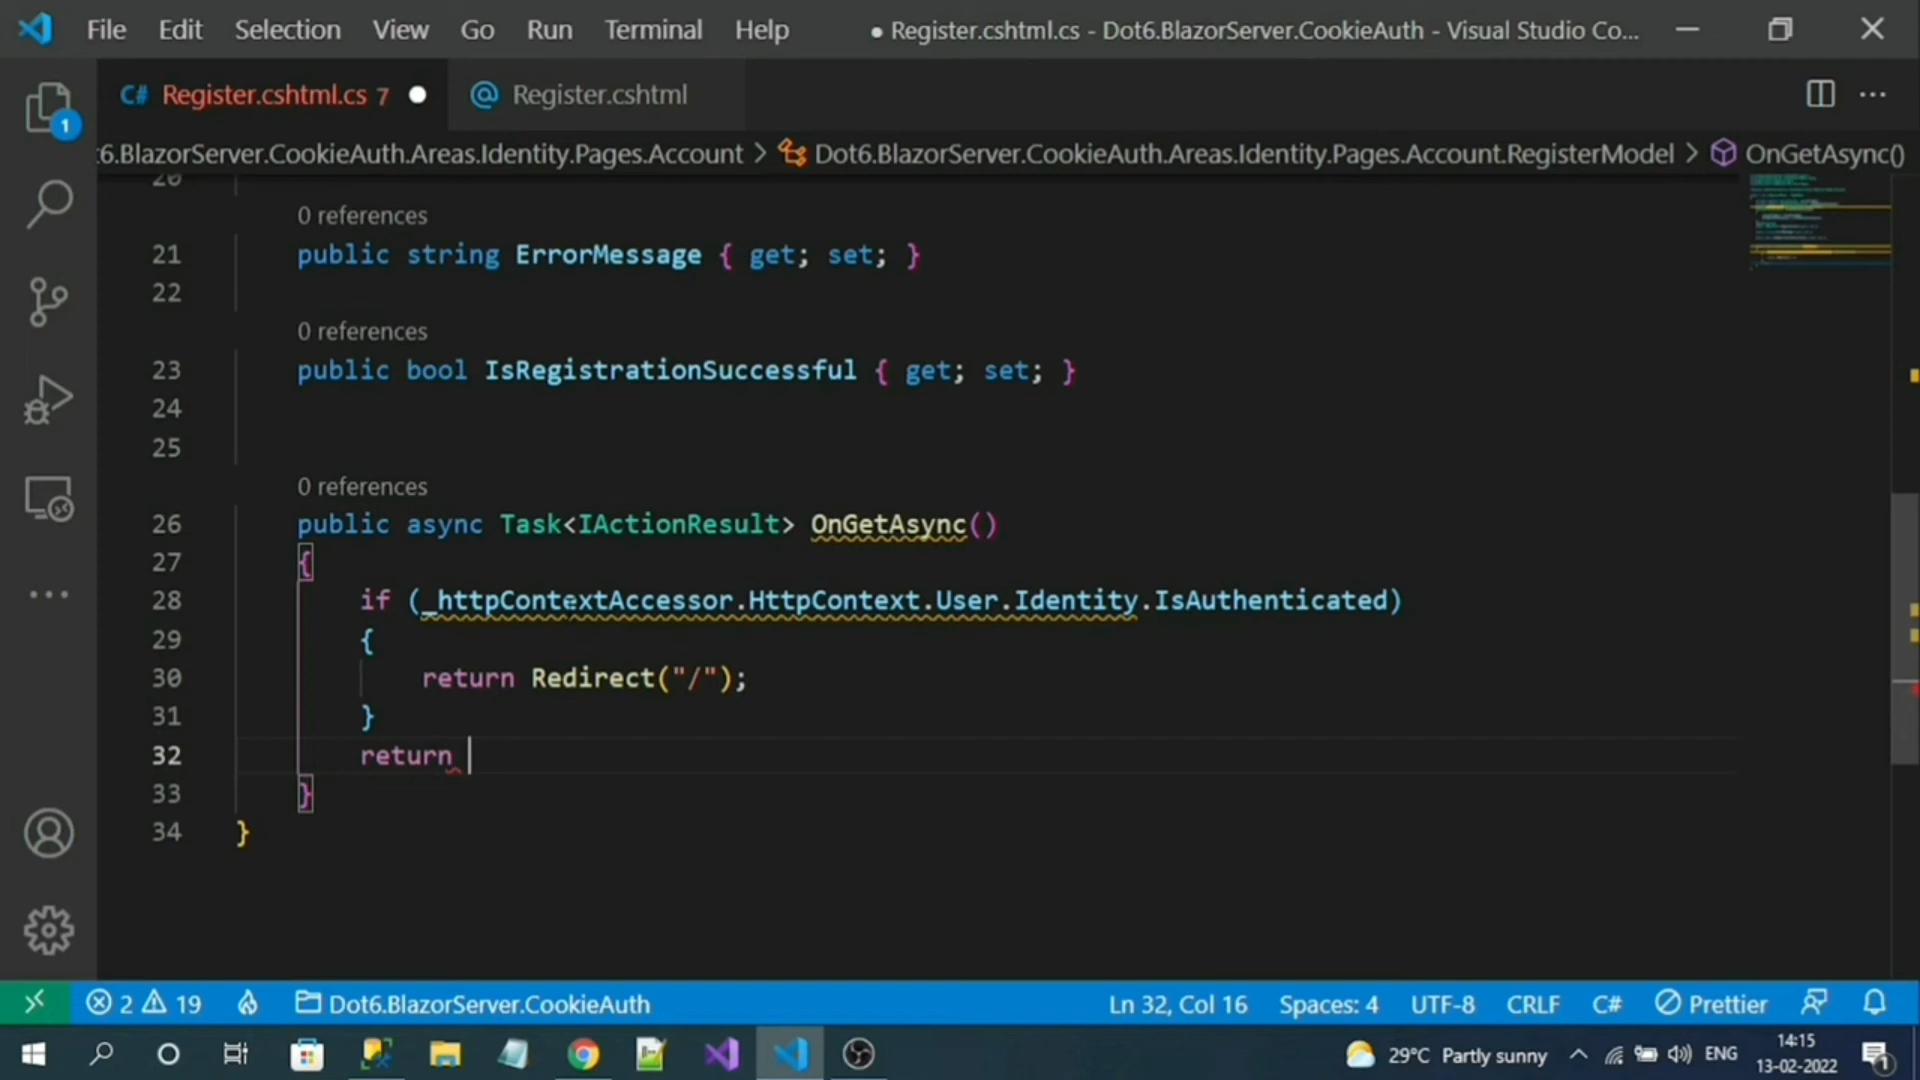 File Edit Selection View Go Run Terminal Help ● Register.cshtml.cs - Dot6.BlazorServer.CookieAuth - Visual Studio Co...
C# Register.cshtml.cs 7 ● Register.cshtml
1
6.BlazorServer.CookieAuth.Areas.Identity.Pages.Account > Dot6.BlazorServer.CookieAuth.Areas.Identity.Pages.Account.RegisterModel > OnGetAsync()
20
0 references
21 public string ErrorMessage { get; set; }
22
0 references
23 public bool IsRegistrationSuccessful { get; set; }
24
25
0 references
26 public async Task<IActionResult> OnGetAsync()
27 {
28 if (_httpContextAccessor.HttpContext.User.Identity.IsAuthenticated)
29 {
30 return Redirect("/");
31 }
32 return
33 }
34 }
2 19 Dot6.BlazorServer.CookieAuth Ln 32, Col 16 Spaces: 4 UTF-8 CRLF C# Prettier
29°C Partly sunny ENG 14:15
13-02-2022 1